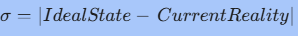 σ = |IdealState − CurrentReality|